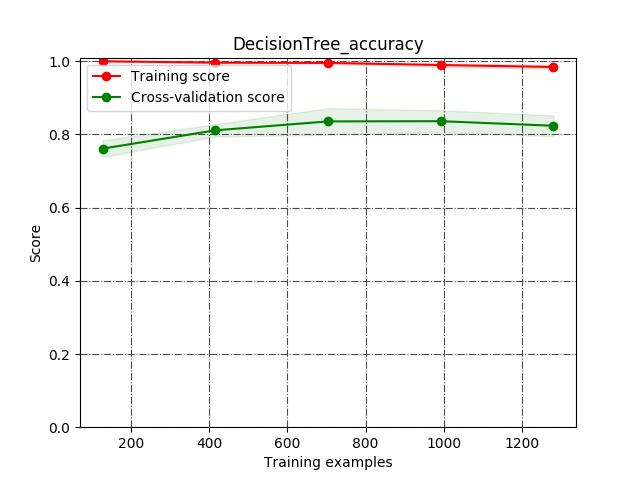 DecisionTree_accuracy
1.0
Training score
Cross-validation score
0.8
0.6
Score
0.4
0.2
0.0
200 400 600 800 1000 1200
Training examples